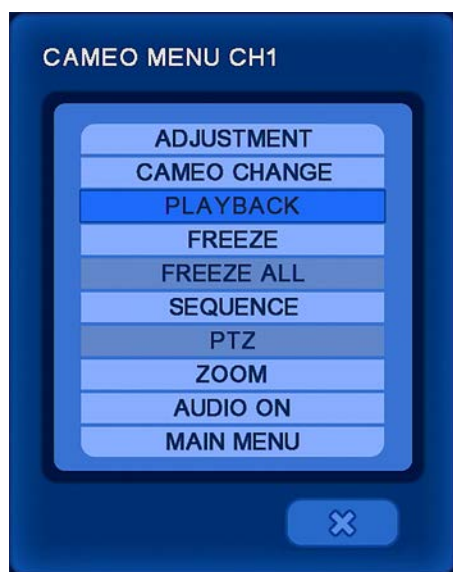 CAMEO MENU CH1
ADJUSTMENT
CAMEO CHANGE
PLAYBACK
FREEZE
FREEZE ALL
SEQUENCE
PTZ
ZOOM
AUDIO ON
MAIN MENU